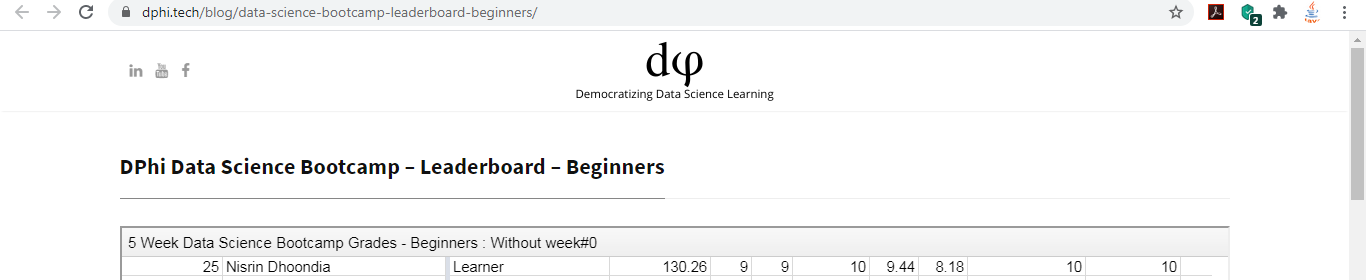 dphi.tech/blog/data-science-bootcamp-leaderboard-beginners/
2
in You Tube f
dφ
Democratizing Data Science Learning
DPhi Data Science Bootcamp – Leaderboard – Beginners
5 Week Data Science Bootcamp Grades - Beginners : Without week#0
25 Nisrin Dhoondia Learner 130.26 9 9 10 9.44 8.18 10 10